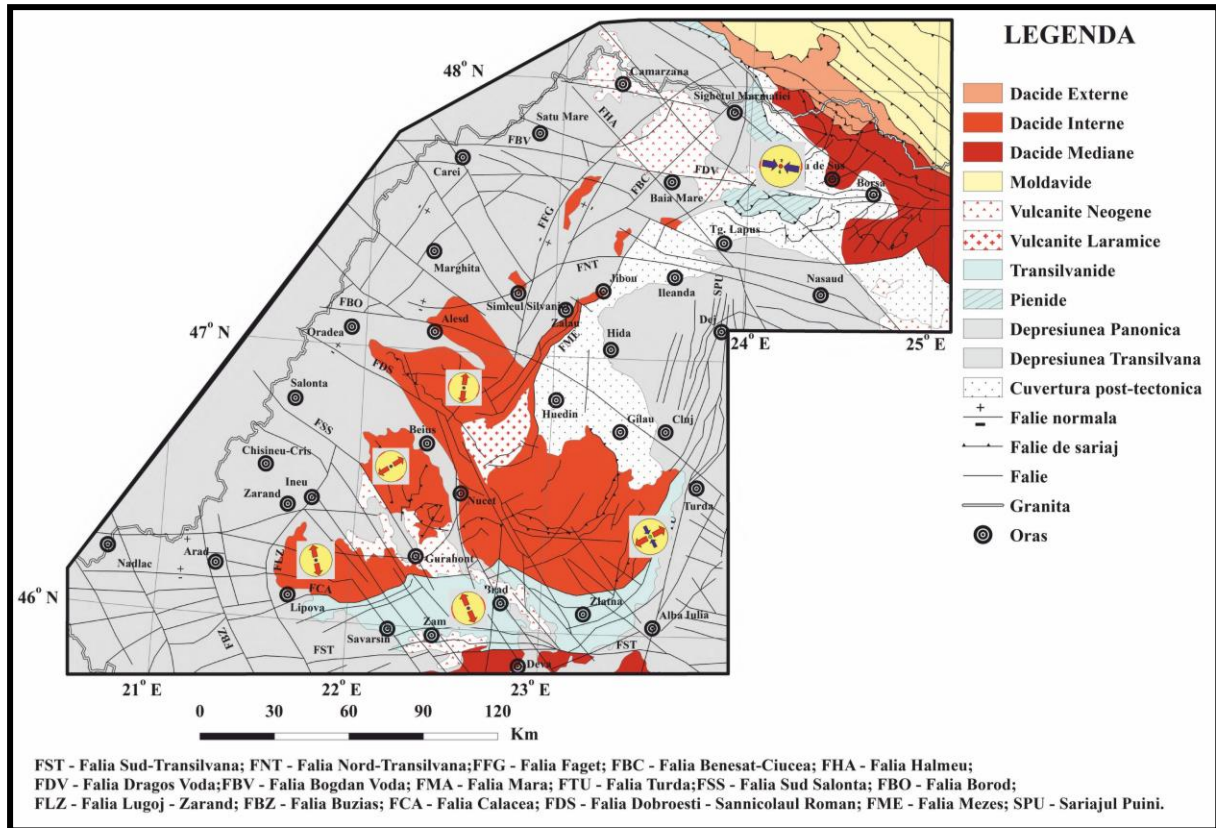 LEGENDA
Dacide Externe
Dacide Interne
Dacide Mediane
Moldavide
Vulcanite Neogene
Vulcanite Laramice
Transilvanide
Pienide
Depresiunea Panonica
Depresiunea Transilvana
Cuvertura post-tectonica
+
-
Falie normala
Falie de sariaj
Falie
Granita
Oras
48° N
47° N
46° N
Camarzana
Sighetul Marmatiei
Satu Mare
FHA
FBV
Carei
FBC
FDV
Baia Mare
de Sus
Borsa
FFG
Tg. Lapus
Marghita
FNT
Jibou
Ileanda
SPU
Nasaud
Simleul Silvaniei
FBO
Zalau
Oradea
Alesd
FME
Hida
Dej
24° E
25° E
FDS
Salonta
Huedin
Gilau
Cluj
FSS
Beius
Chisineu-Cris
Ineu
Zarand
Nucet
Turda
Nadlac
Arad
FLZ
Gurahont
FCA
Lipova
Brad
Zlatna
Alba Iulia
FBZ
Savarsin
Zam
FST
FST
Deva
21° E
22° E
23° E
0 30 60 90 120
Km
FST - Falia Sud-Transilvana; FNT - Falia Nord-Transilvana;FFG - Falia Faget; FBC - Falia Benesat-Ciucea; FHA - Falia Halmeu;
FDV - Falia Dragos Voda;FBV - Falia Bogdan Voda; FMA - Falia Mara; FTU - Falia Turda;FSS - Falia Sud Salonta; FBO - Falia Borod;
FLZ - Falia Lugoj - Zarand; FBZ - Falia Buzias; FCA - Falia Calacea; FDS - Falia Dobroesti - Sannicolaul Roman; FME - Falia Mezes; SPU - Sariajul Puini.